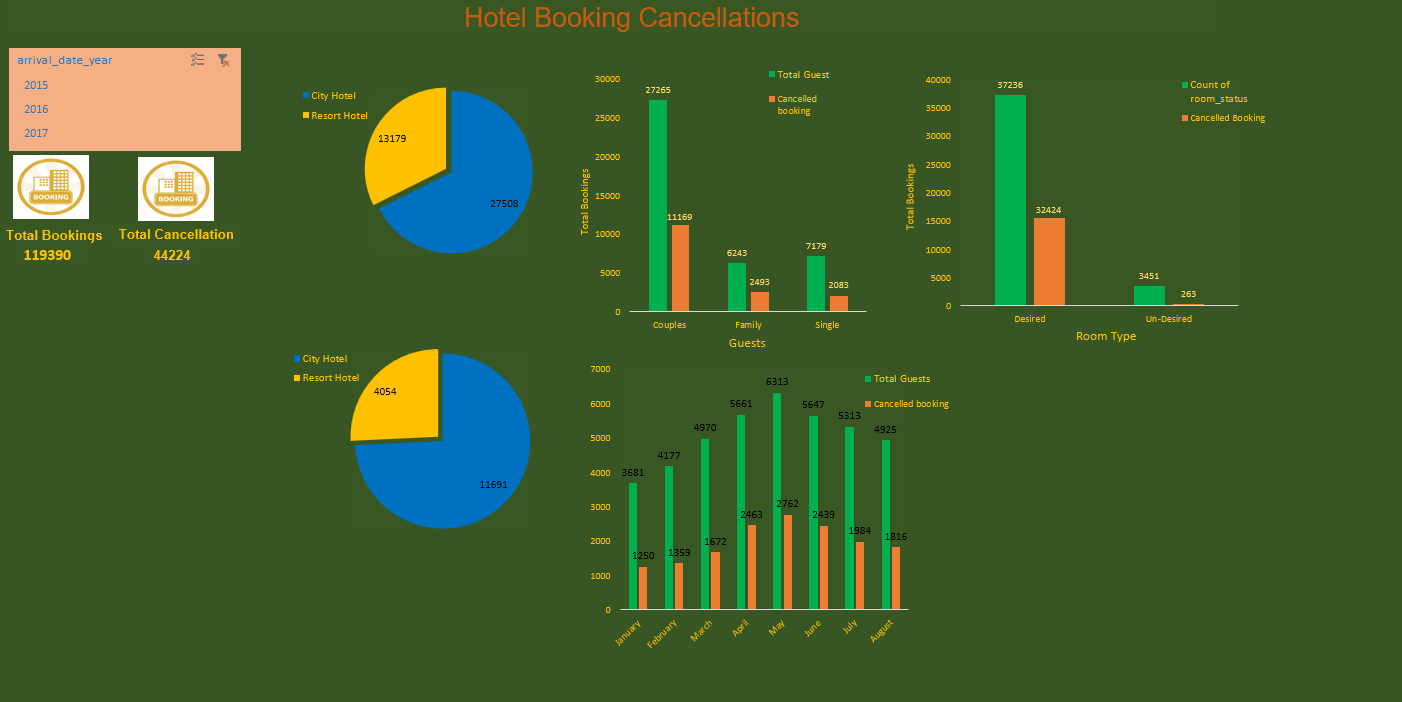 Hotel Booking Cancellations
arrival_date_year
2015
2016
2017
BOOKING
BOOKING
Total Bookings
119390
Total Cancellation
44224
City Hotel
Resort Hotel
13179
27508
Total Guest
Cancelled
booking
Total Bookings
30000
25000
20000
15000
10000
5000
0
27265
11169
6243
2493
7179
2083
Couples
Family
Single
Guests
Count of
room_status
Cancelled Booking
Total Bookings
40000
35000
30000
25000
20000
15000
10000
5000
0
37236
32424
3451
263
Desired
Un-Desired
Room Type
City Hotel
Resort Hotel
4054
11691
Total Guests
Cancelled booking
7000
6000
5000
4000
3000
2000
1000
0
3681
1250
4177
1359
4970
1672
5661
2463
6313
2762
5647
2439
5313
1984
4925
1816
January
February
March
April
May
June
July
August